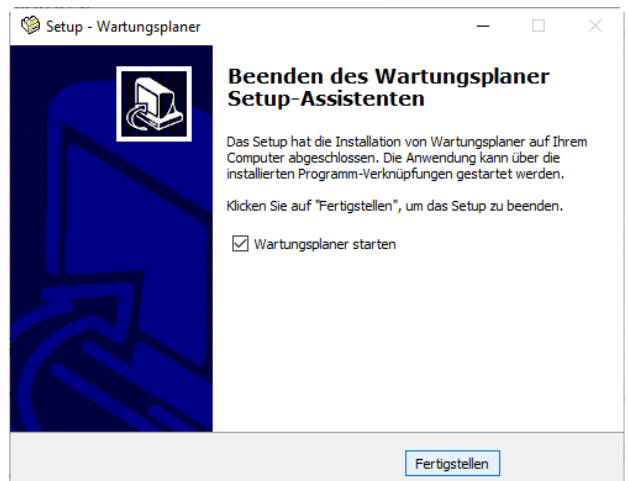 Setup - Wartungsplaner
Beenden des Wartungsplaner
Setup-Assistenten
Das Setup hat die Installation von Wartungsplaner auf Ihrem
Computer abgeschlossen. Die Anwendung kann über die
installierten Programm-Verknüpfungen gestartet werden.
Klicken Sie auf "Fertigstellen", um das Setup zu beenden.
Wartungsplaner starten
Fertigstellen